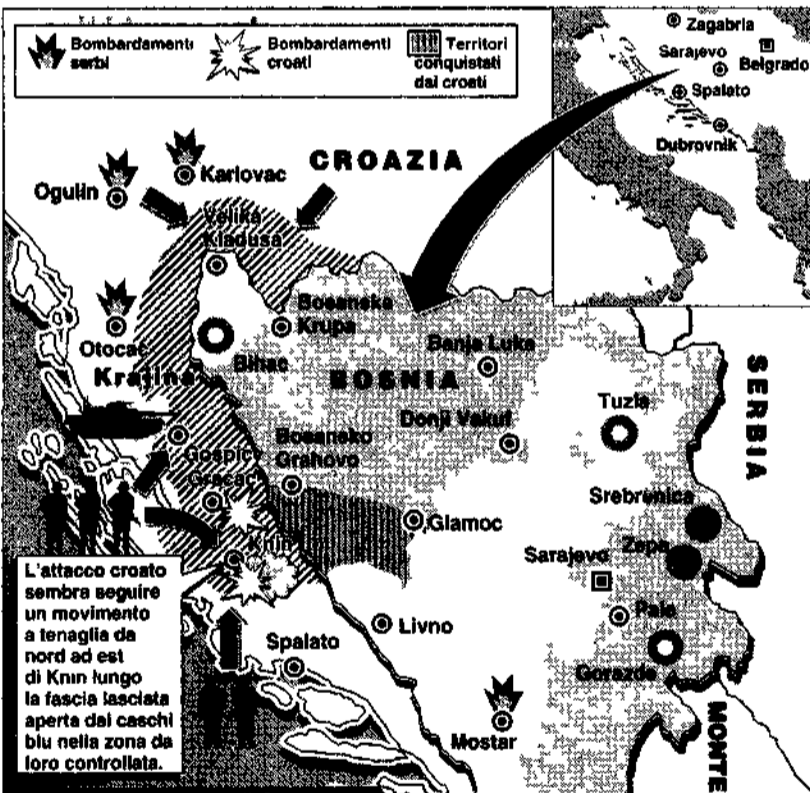 Bombardamenti
serbi
Bombardamenti
croati
Territori
conquistati
dai croati
Zagabria
Sarajevo
Belgrado
Spalato
Dubrovnik
CROAZIA
Karlovac
Ogulin
Velika
Kladusa
Bosanska
Krupa
Otocac
Bihac
Banja Luka
Krajina
BOSNIA
SERBIA
Tuzla
Donji Vakuf
Gospic
Bosansko
Grahovo
Gracac
Srebrenica
Glamoc
Knin
Zepa
Sarajevo
Pale
Livno
Spalato
Gorazde
Mostar
MONTE
L'attacco croato
sembra seguire
un movimento
a tenaglia da
nord ad est
di Knin lungo
la fascia lasciata
aperta dai caschi
blu nella zona da
loro controllata.